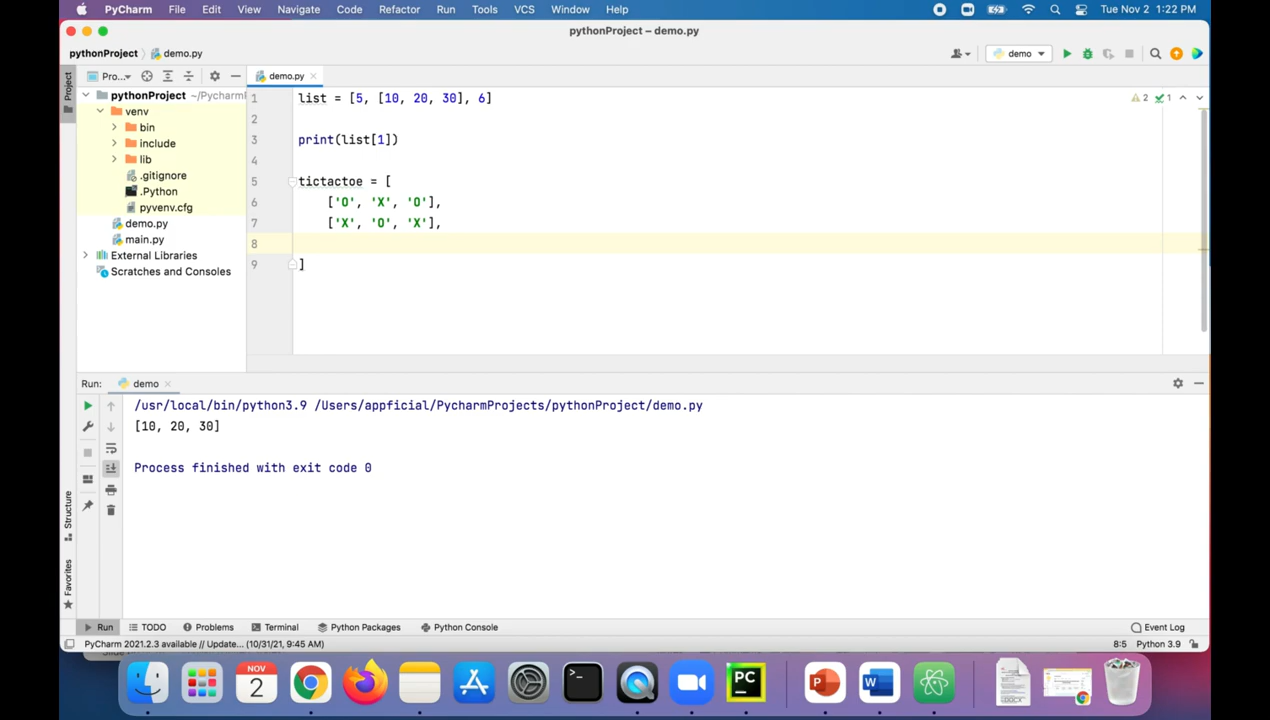 PyCharm File Edit View Navigate Code Refactor Run Tools VCS Window Help Tue Nov 2 1:22 PM
pythonProject – demo.py
pythonProject demo.py demo
Pro... demo.py
Project
pythonProject ~/PycharmF
venv
bin
include
lib
.gitignore
.Python
pyvenv.cfg
demo.py
main.py
External Libraries
Scratches and Consoles
1 list = [5, [10, 20, 30], 6]
2
3 print(list[1])
4
5 tictactoe = [
6 ['O', 'X', 'O'],
7 ['X', 'O', 'X'],
8
9 ]
2 1
Run: demo
/usr/local/bin/python3.9 /Users/appficial/PycharmProjects/pythonProject/demo.py
[10, 20, 30]
Process finished with exit code 0
Structure
Favorites
Run TODO Problems Terminal Python Packages Python Console Event Log
PyCharm 2021.2.3 available // Update... (10/31/21, 9:45 AM) 8:5 Python 3.9
NOV
2
>_
PC
P
W
DOCX